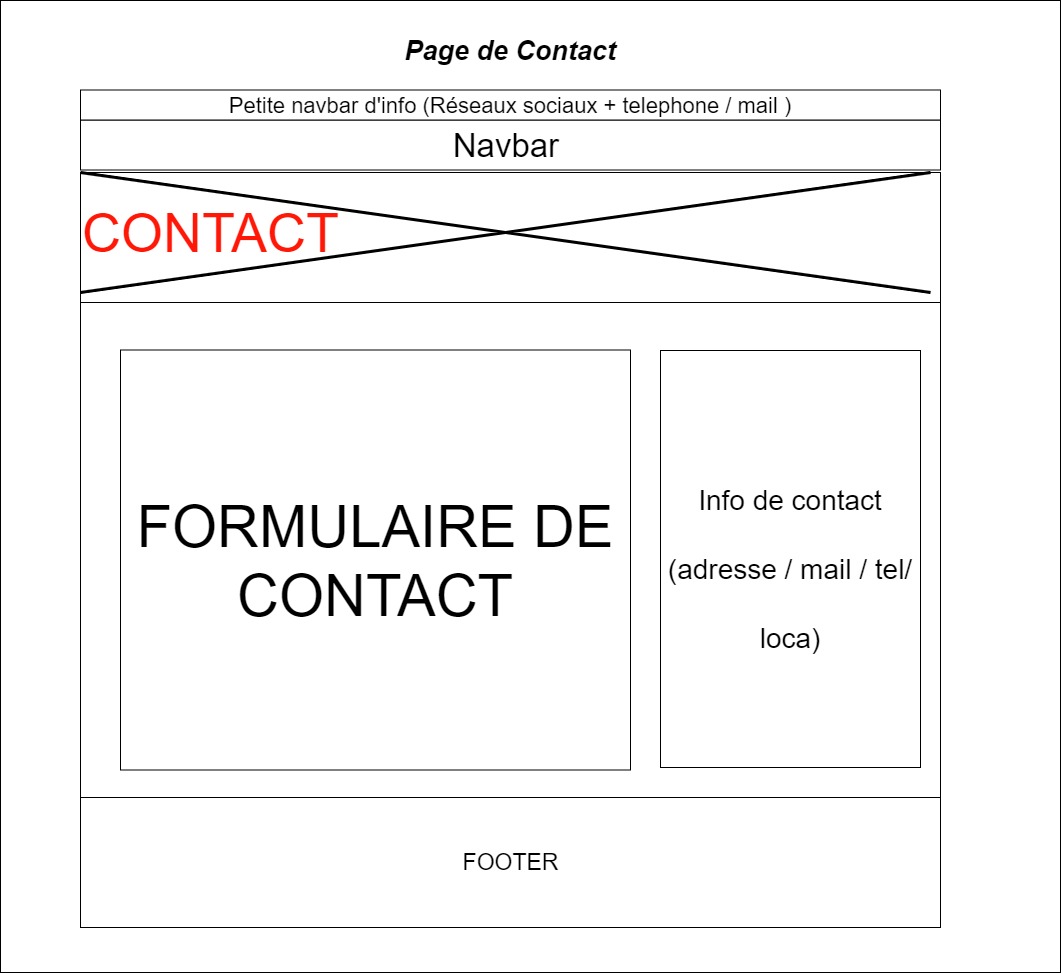 Page de Contact
Petite navbar d'info (Réseaux sociaux + telephone / mail )
Navbar
CONTACT
FORMULAIRE DE
CONTACT
Info de contact
(adresse / mail / tel/
loca)
FOOTER